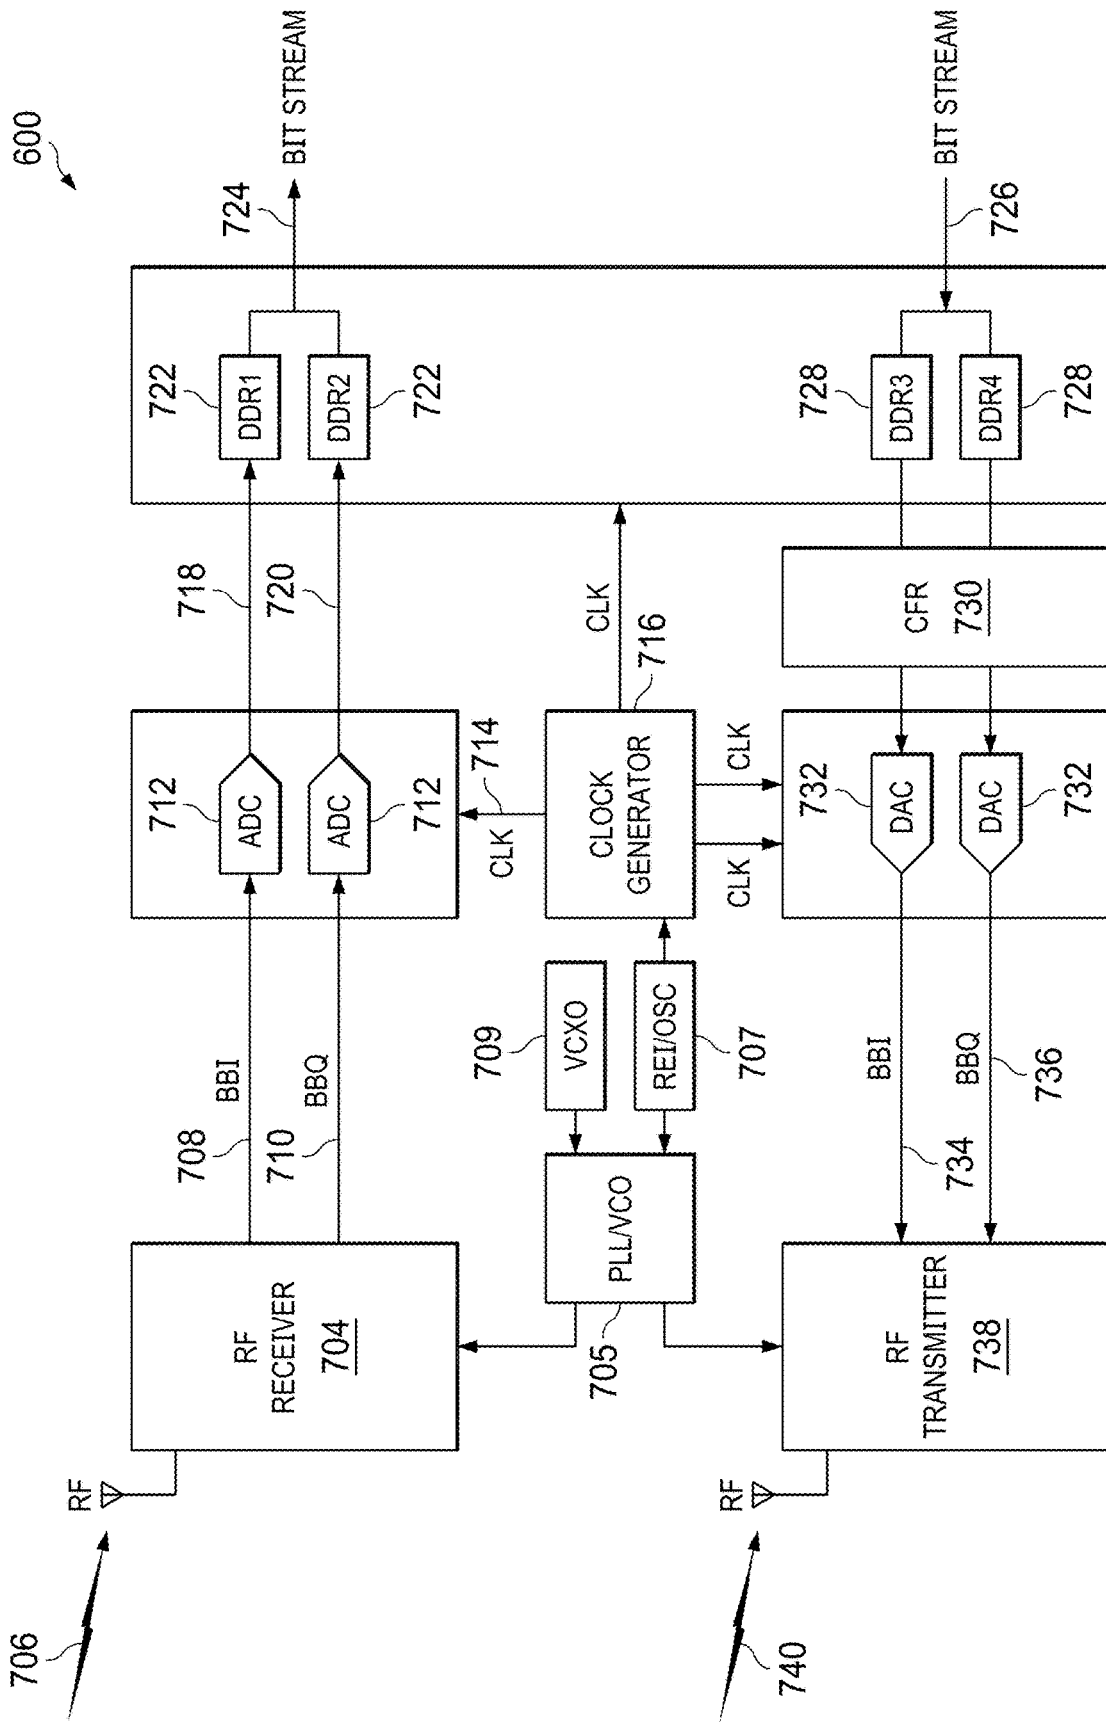 600
706
RF
RF
RECEIVER
704
708
BBI
710
BBQ
712
ADC
ADC
712
718
720
722
DDR1
DDR2
722
724
BIT STREAM
705
PLL/VCO
709
VCXO
REI/OSC
707
CLOCK
GENERATOR
716
CLK
714
CLK
CLK
CLK
740
RF
RF
TRANSMITTER
738
BBI
734
BBQ
736
732
DAC
DAC
732
CFR
730
728
DDR3
DDR4
728
726
BIT STREAM